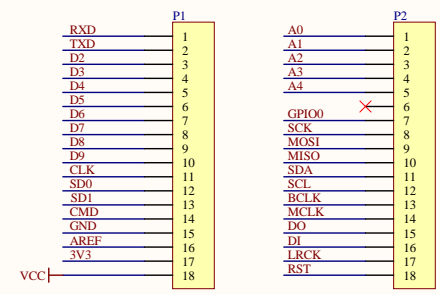 P1
RXD 1
TXD 2
D2 3
D3 4
D4 5
D5 6
D6 7
D7 8
D8 9
D9 10
CLK 11
SD0 12
SD1 13
CMD 14
GND 15
AREF 16
3V3 17
VCC 18
P2
A0 1
A1 2
A2 3
A3 4
A4 5
6
GPIO0 7
SCK 8
MOSI 9
MISO 10
SDA 11
SCL 12
BCLK 13
MCLK 14
DO 15
DI 16
LRCK 17
RST 18